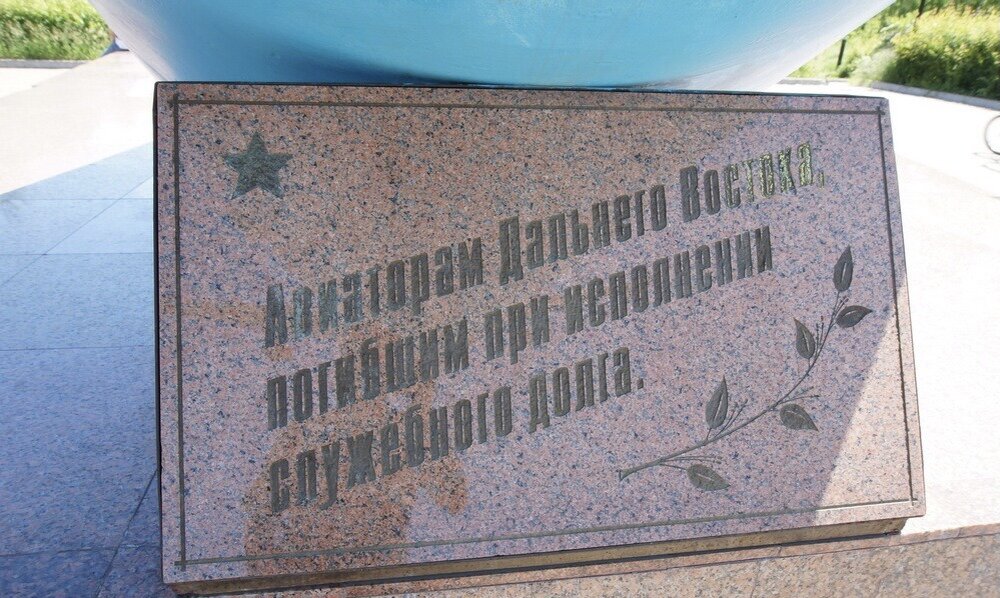 Авиаторам Дальнего Востока,
погибшим при исполнении
служебного долга.